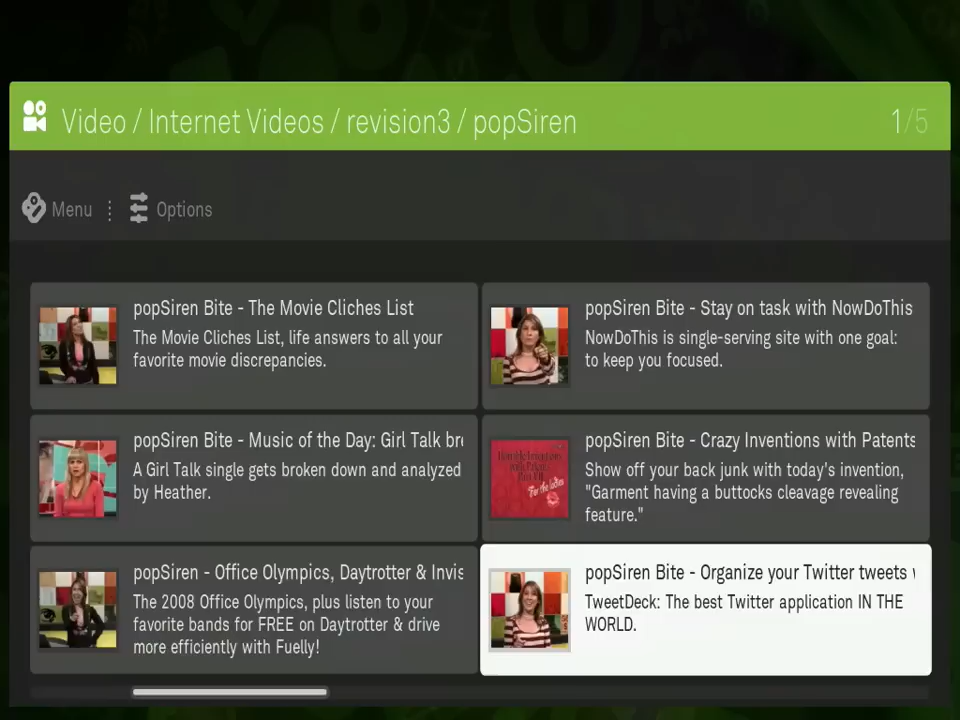 Video / Internet Videos / revision3 / popSiren 1/5
Menu Options
popSiren Bite - The Movie Cliches List
The Movie Cliches List, life answers to all your
favorite movie discrepancies.
popSiren Bite - Stay on task with NowDoThis
NowDoThis is single-serving site with one goal:
to keep you focused.
popSiren Bite - Music of the Day: Girl Talk bre
A Girl Talk single gets broken down and analyzed
by Heather.
popSiren Bite - Crazy Inventions with Patents
Show off your back junk with today's invention,
"Garment having a buttocks cleavage revealing
feature."
For the ladies
popSiren - Office Olympics, Daytrotter & Invis
The 2008 Office Olympics, plus listen to your
favorite bands for FREE on Daytrotter & drive
more efficiently with Fuelly!
popSiren Bite - Organize your Twitter tweets
TweetDeck: The best Twitter application IN THE
WORLD.